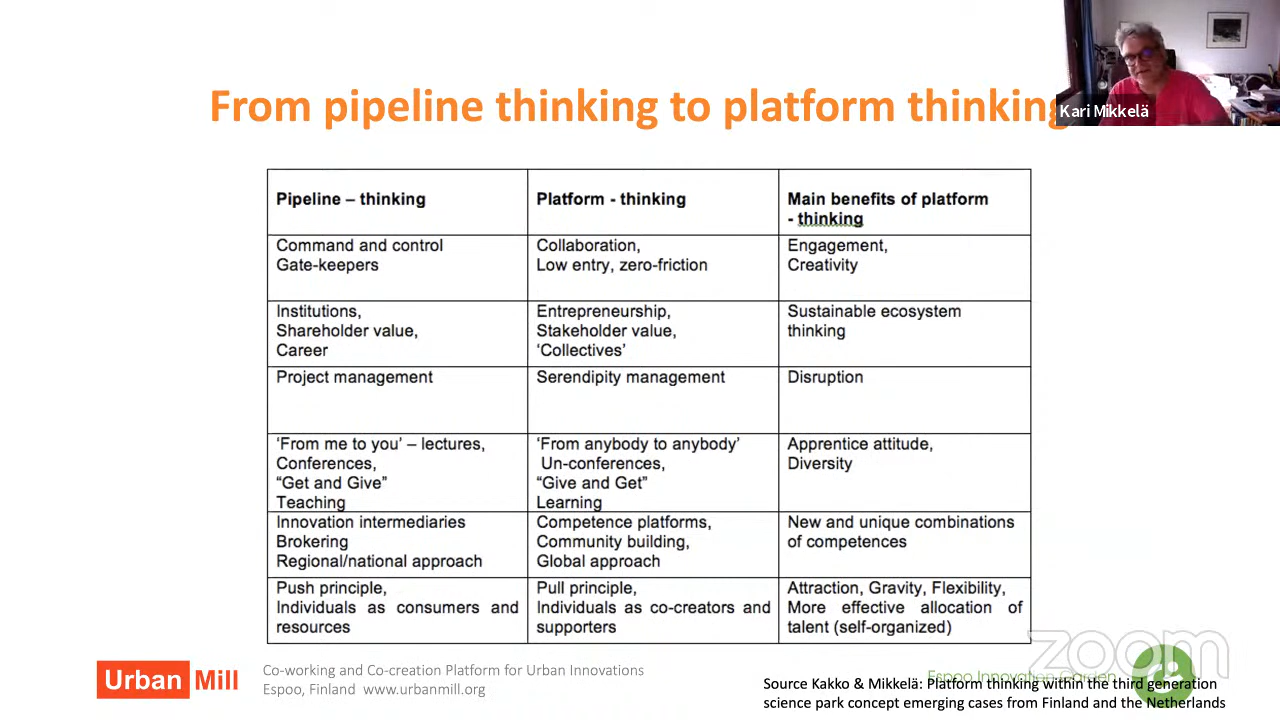 From pipeline thinking to platform thinking
Kari Mikkelä
Pipeline – thinking
Platform - thinking
Main benefits of platform
- thinking
Command and control
Gate-keepers
Collaboration,
Low entry, zero-friction
Engagement,
Creativity
Institutions,
Shareholder value,
Career
Entrepreneurship,
Stakeholder value,
‘Collectives’
Sustainable ecosystem
thinking
Project management
Serendipity management
Disruption
‘From me to you’ – lectures,
Conferences,
“Get and Give”
Teaching
‘From anybody to anybody’
Un-conferences,
“Give and Get”
Learning
Apprentice attitude,
Diversity
Innovation intermediaries
Brokering
Regional/national approach
Competence platforms,
Community building,
Global approach
New and unique combinations
of competences
Push principle,
Individuals as consumers and
resources
Pull principle,
Individuals as co-creators and
supporters
Attraction, Gravity, Flexibility,
More effective allocation of
talent (self-organized)
zoom
Urban Mill
Co-working and Co-creation Platform for Urban Innovations
Espoo, Finland www.urbanmill.org
Espoo Innovation Garden
Source Kakko & Mikkelä: Platform thinking within the third generation
science park concept emerging cases from Finland and the Netherlands